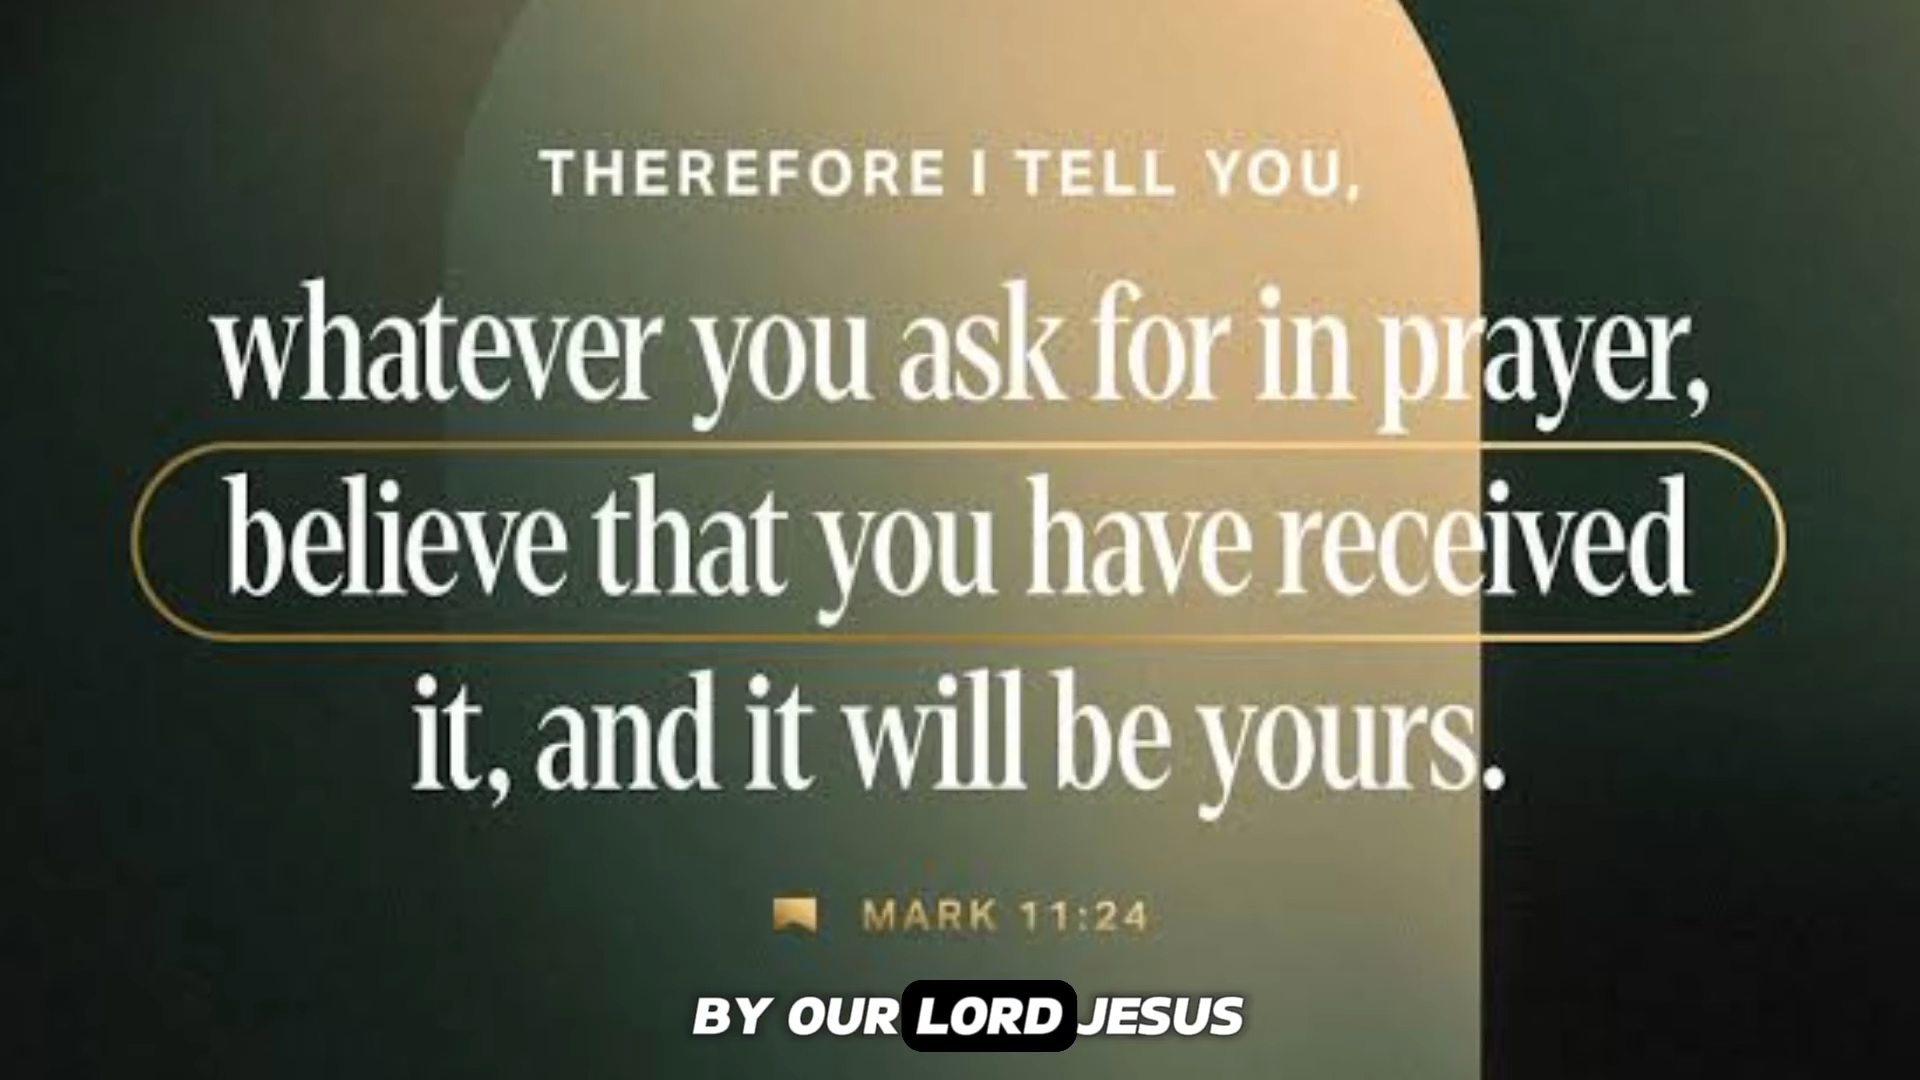 THEREFORE I TELL YOU,
whatever you ask for in prayer,
believe that you have received
it, and it will be yours.
MARK 11:24
BY OUR LORD JESUS